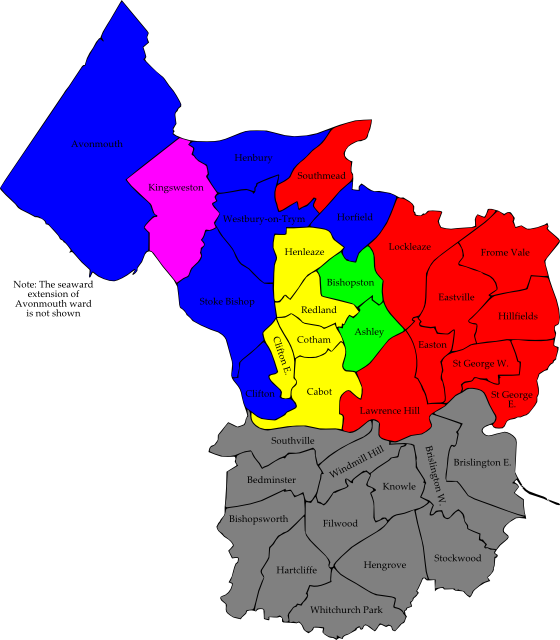 Avonmouth
Henbury
Southmead
Kingsweston
Westbury-on-Trym
Horfield
Lockleaze
Frome Vale
Henleaze
Bishopston
Note: The seaward
extension of
Avonmouth ward
is not shown
Stoke Bishop
Eastville
Redland
Hillfields
Ashley
Cotham
Clifton E.
Easton
St George W.
Clifton
Cabot
St George
E.
Lawrence Hill
Southville
Windmill Hill
Brislington W.
Brislington E.
Bedminster
Knowle
Bishopsworth
Filwood
Stockwood
Hartcliffe
Hengrove
Whitchurch Park